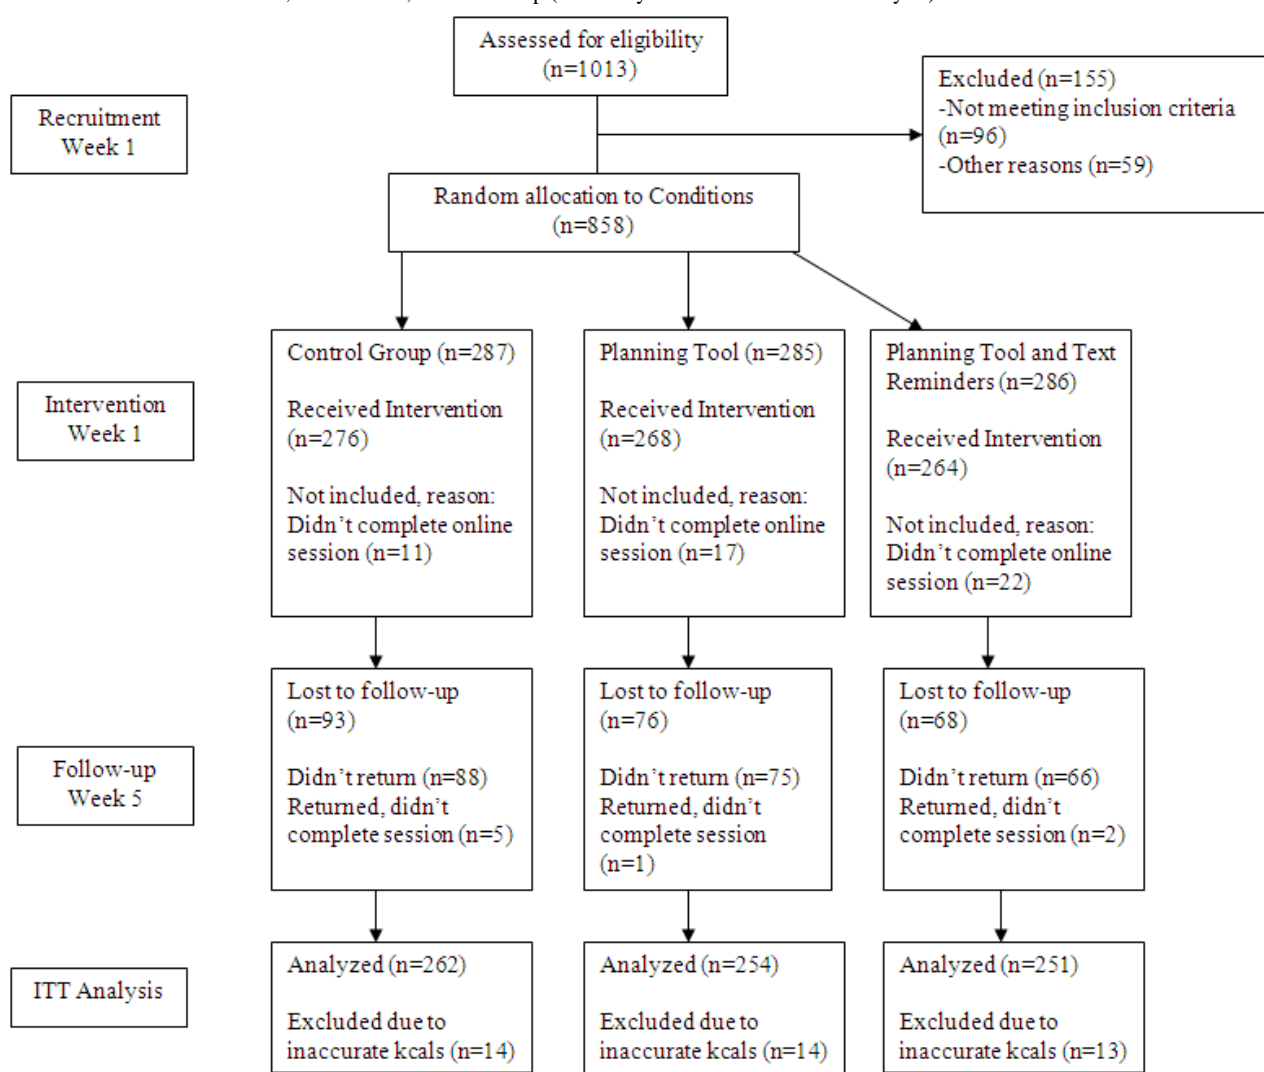 Assessed for eligibility
(n=1013)
Excluded (n=155)
-Not meeting inclusion criteria
(n=96)
-Other reasons (n=59)
Recruitment
Week 1
Random allocation to Conditions
(n=858)
Intervention
Week 1
Control Group (n=287)
Received Intervention
(n=276)
Not included, reason:
Didn’t complete online
session (n=11)
Planning Tool (n=285)
Received Intervention
(n=268)
Not included, reason:
Didn’t complete online
session (n=17)
Planning Tool and Text
Reminders (n=286)
Received Intervention
(n=264)
Not included, reason:
Didn’t complete online
session (n=22)
Follow-up
Week 5
Lost to follow-up
(n=93)
Didn’t return (n=88)
Returned, didn’t
complete session (n=5)
Lost to follow-up
(n=76)
Didn’t return (n=75)
Returned, didn’t
complete session
(n=1)
Lost to follow-up
(n=68)
Didn’t return (n=66)
Returned, didn’t
complete session (n=2)
ITT Analysis
Analyzed (n=262)
Excluded due to
inaccurate kcals (n=14)
Analyzed (n=254)
Excluded due to
inaccurate kcals (n=14)
Analyzed (n=251)
Excluded due to
inaccurate kcals (n=13)